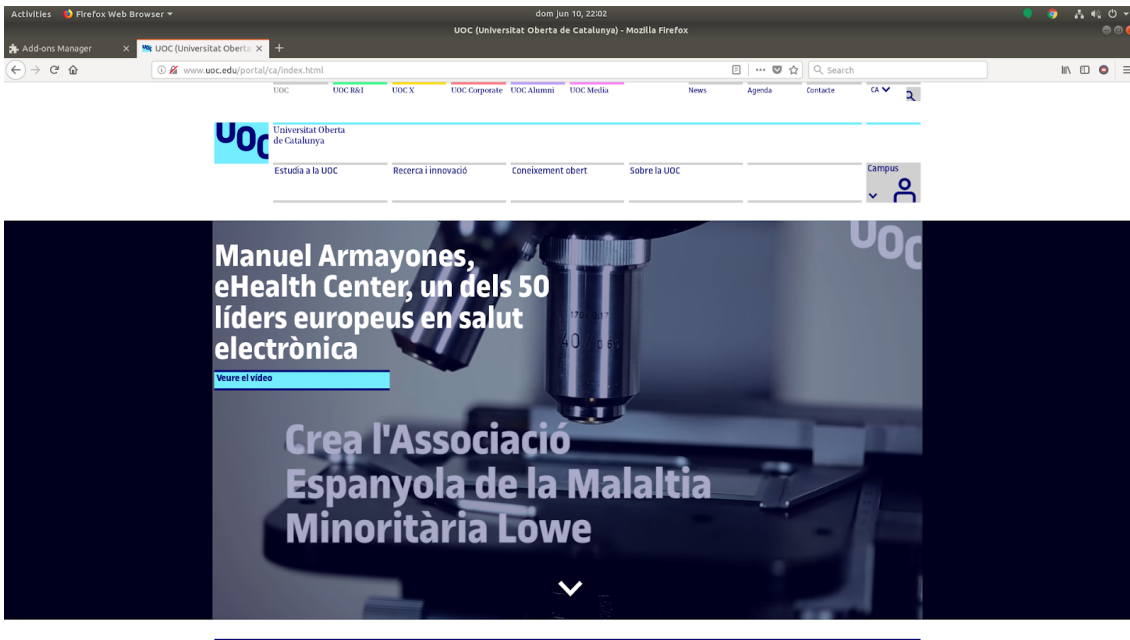 Activities Firefox Web Browser dom jun 10, 22:02
UOC (Universitat Oberta de Catalunya) - Mozilla Firefox
Add-ons Manager UOC (Universitat Oberta
www.uoc.edu/portal/ca/index.html Search
UOC UOC R&I UOC X UOC Corporate UOC Alumni UOC Media News Agenda Contacte CA
UOC Universitat Oberta
de Catalunya
Estudia a la UOC Recerca i innovació Coneixement obert Sobre la UOC Campus
UOC
Manuel Armayones,
eHealth Center, un dels 50
líders europeus en salut
electrònica
Veure el vídeo
170 / 0,17
Crea l'Associació
Espanyola de la Malaltia
Minoritària Lowe